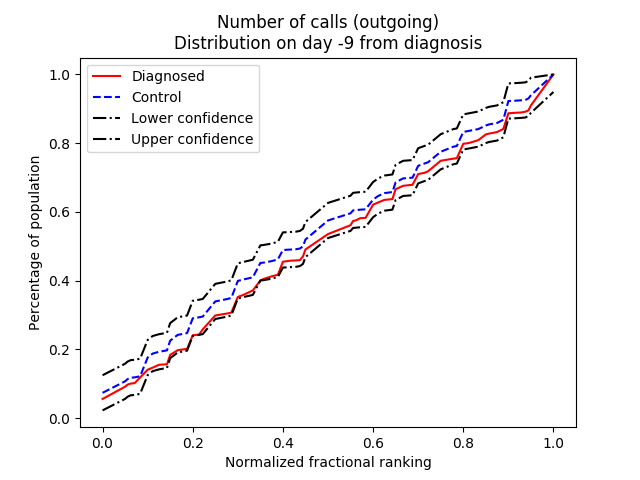 Number of calls (outgoing)
Distribution on day -9 from diagnosis
Diagnosed
Control
Lower confidence
Upper confidence
Percentage of population
1.0
0.8
0.6
0.4
0.2
0.0
0.0 0.2 0.4 0.6 0.8 1.0
Normalized fractional ranking